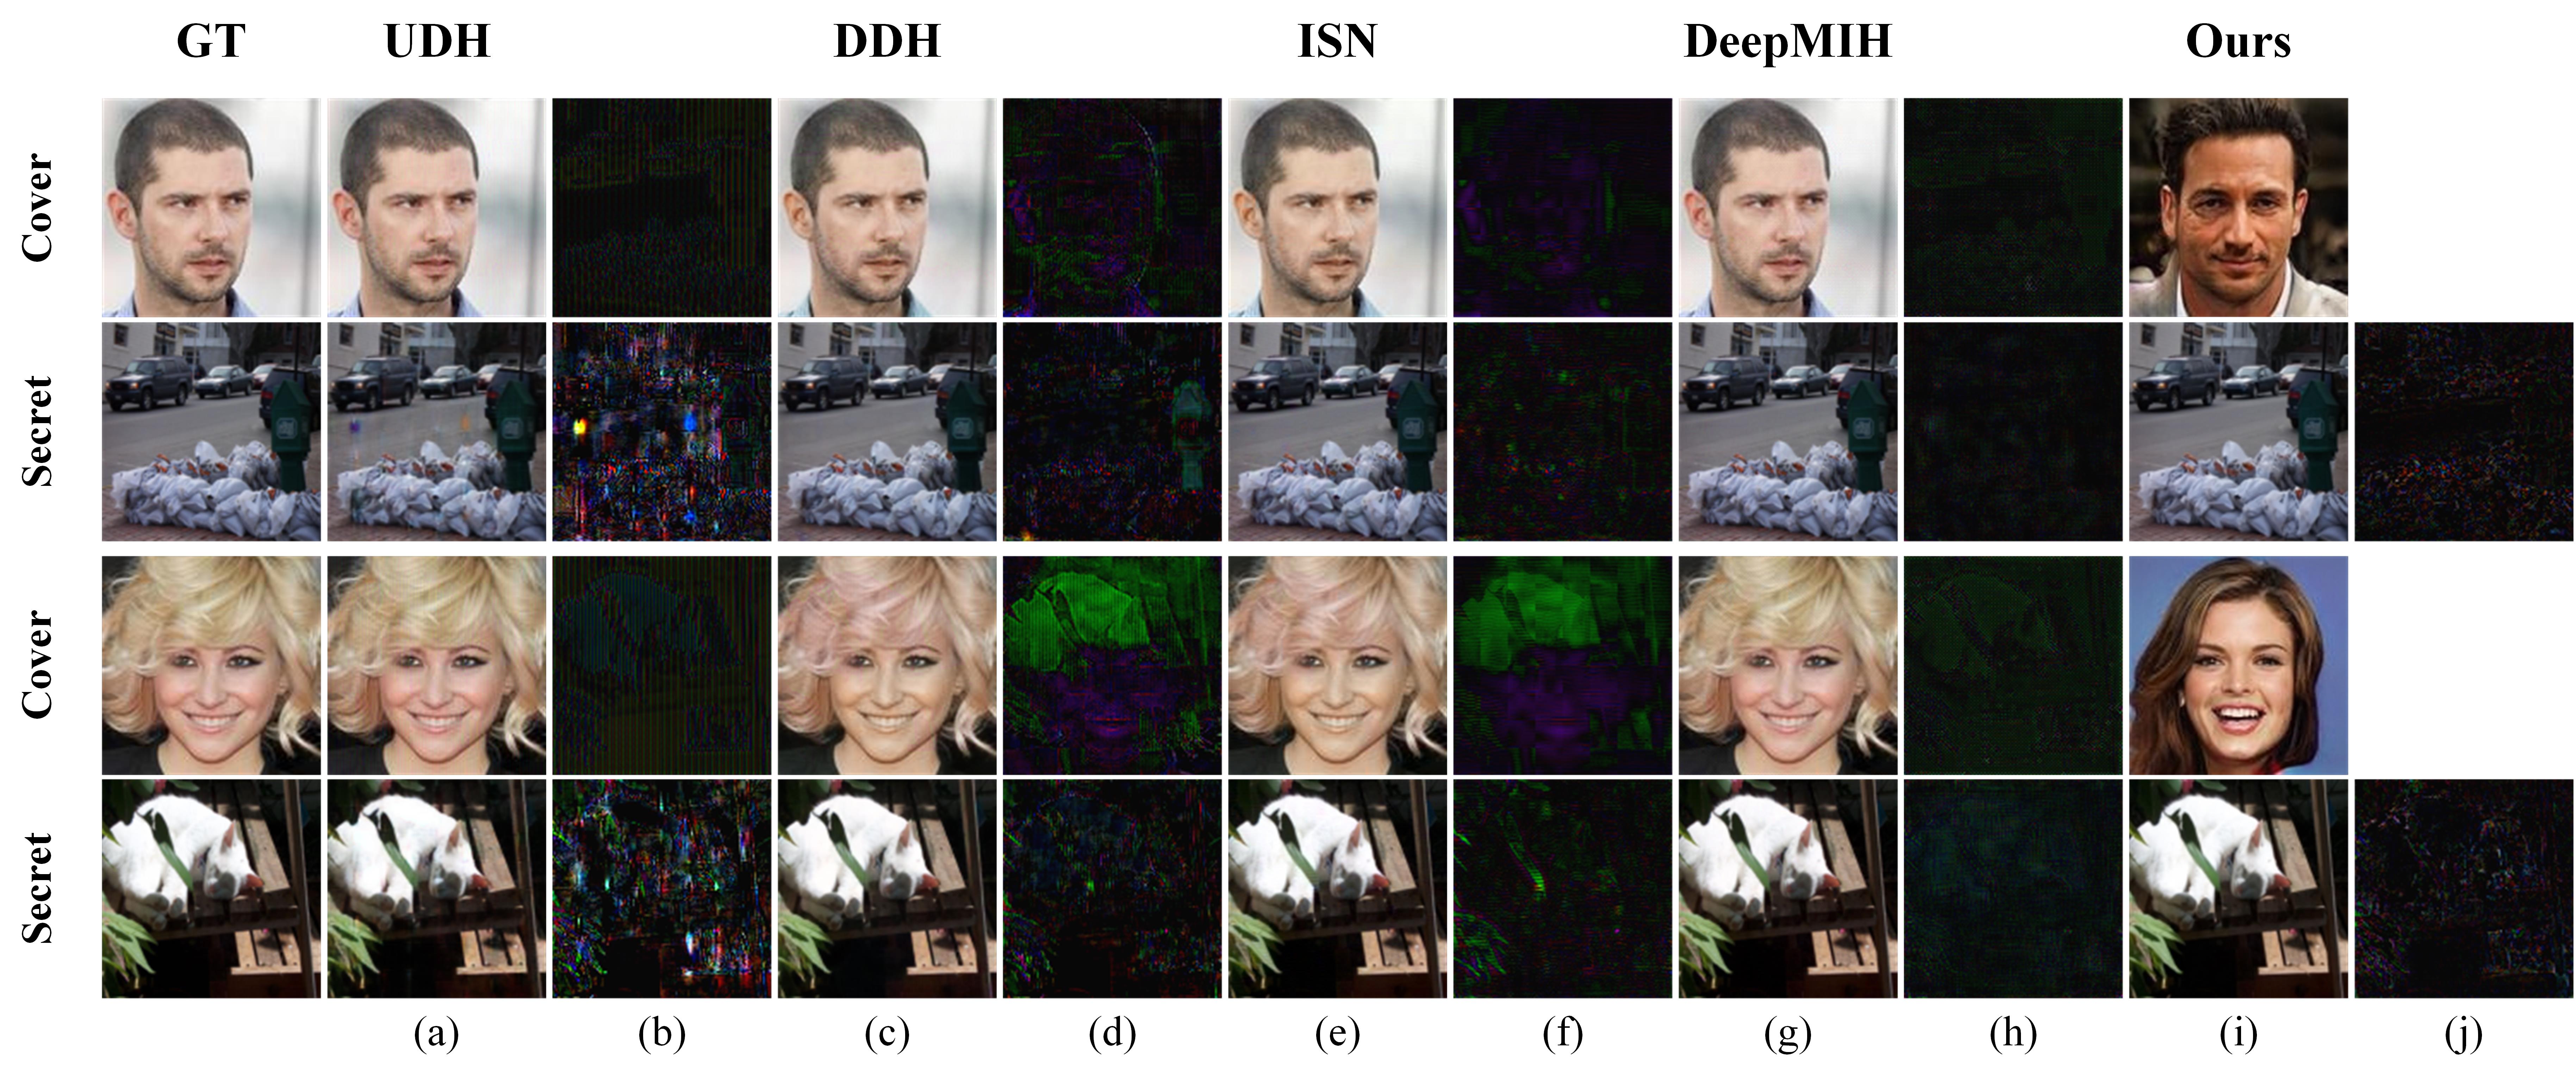 GT UDH DDH ISN DeepMIH Ours
Cover
Secret
Cover
Secret
(a) (b) (c) (d) (e) (f) (g) (h) (i) (j)